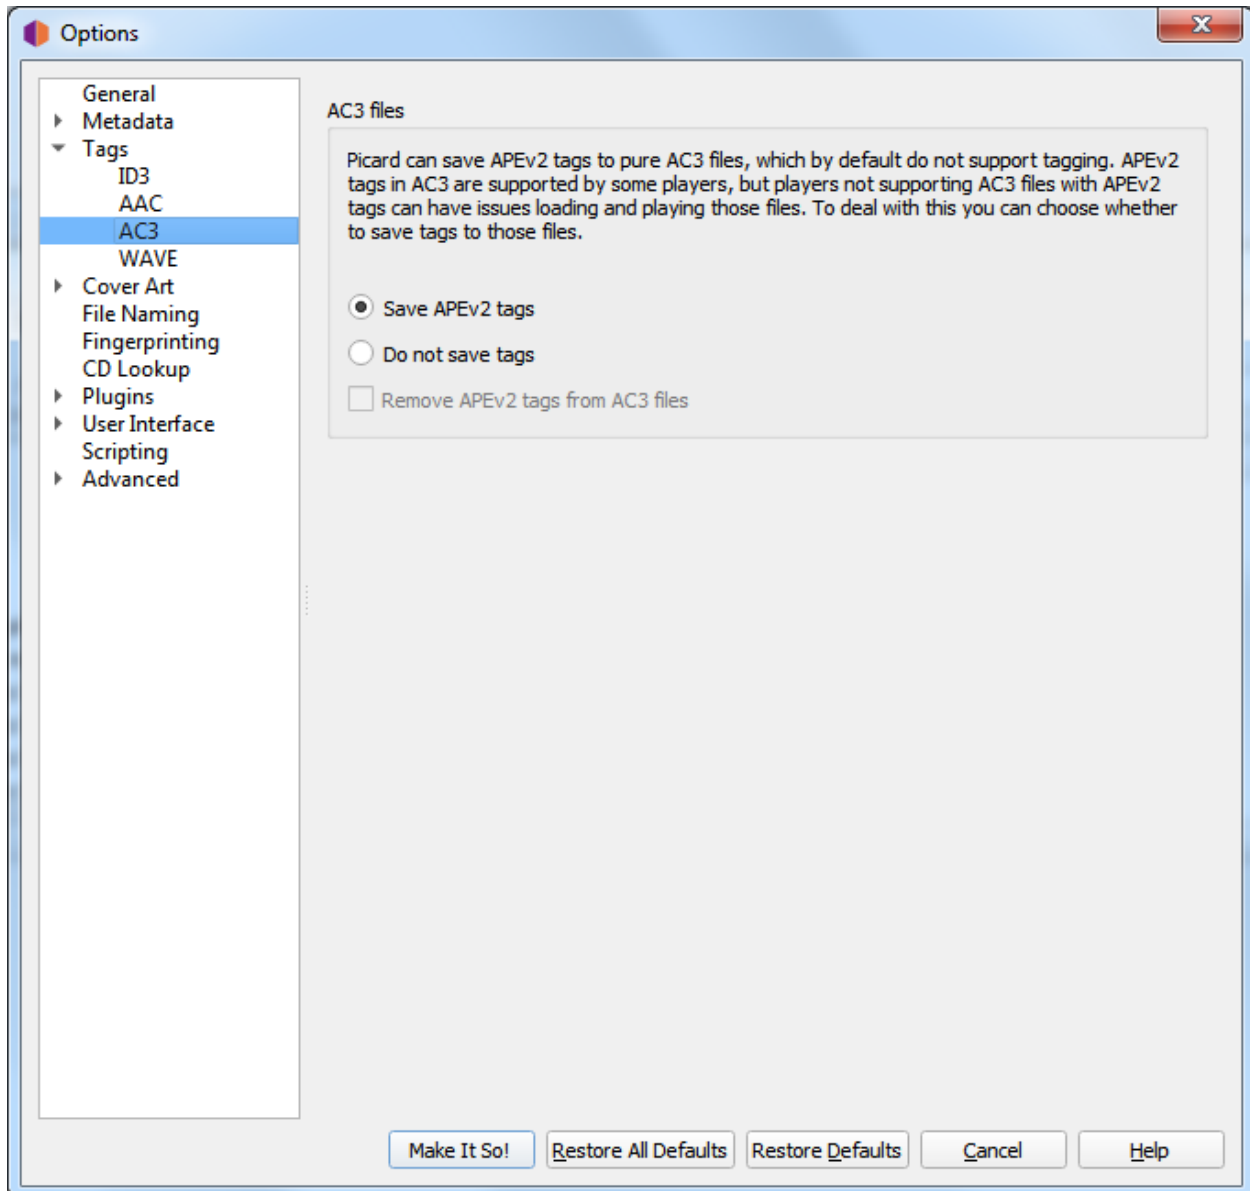 Options
General
Metadata
Tags
ID3
AAC
AC3
WAVE
Cover Art
File Naming
Fingerprinting
CD Lookup
Plugins
User Interface
Scripting
Advanced
AC3 files
Picard can save APEv2 tags to pure AC3 files, which by default do not support tagging. APEv2
tags in AC3 are supported by some players, but players not supporting AC3 files with APEv2
tags can have issues loading and playing those files. To deal with this you can choose whether
to save tags to those files.
Save APEv2 tags
Do not save tags
Remove APEv2 tags from AC3 files
Make It So!
Restore All Defaults
Restore Defaults
Cancel
Help